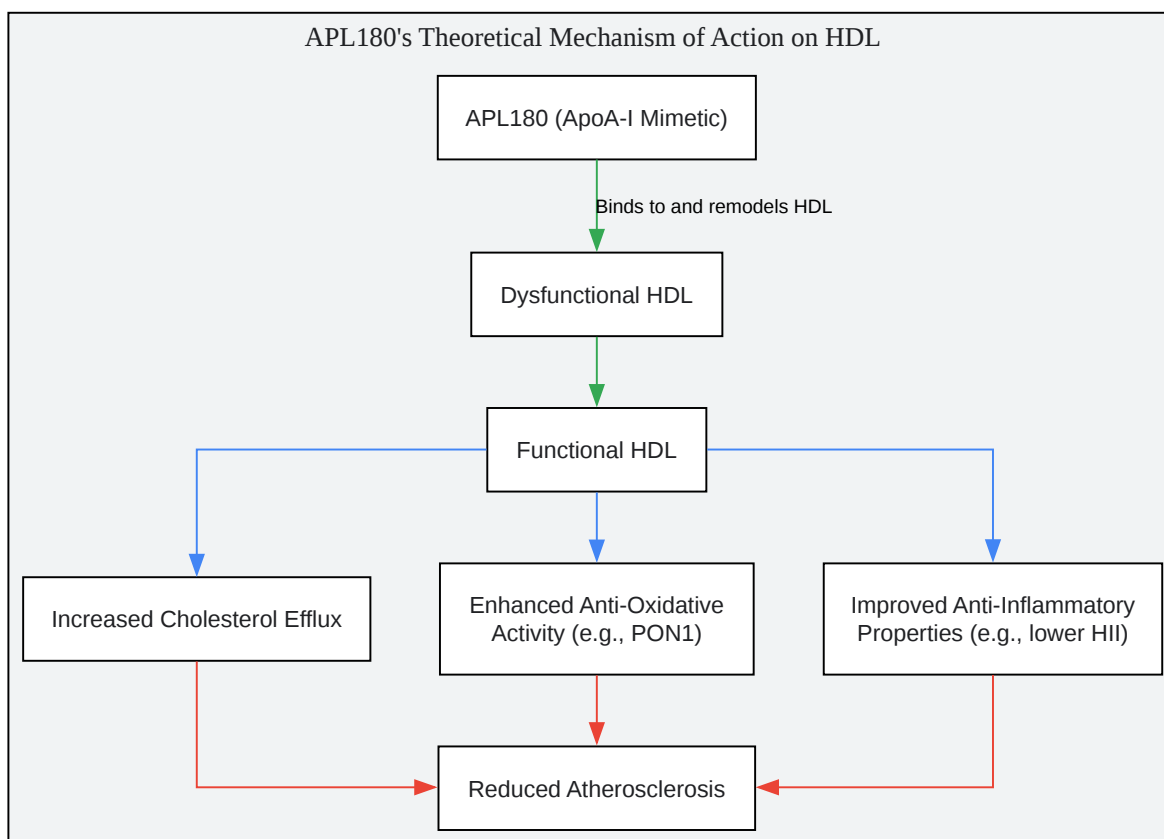 APL180's Theoretical Mechanism of Action on HDL
APL180 (ApoA-I Mimetic)
Binds to and remodels HDL
Dysfunctional HDL
Functional HDL
Increased Cholesterol Efflux
Enhanced Anti-Oxidative
Activity (e.g., PON1)
Improved Anti-Inflammatory
Properties (e.g., lower HII)
Reduced Atherosclerosis